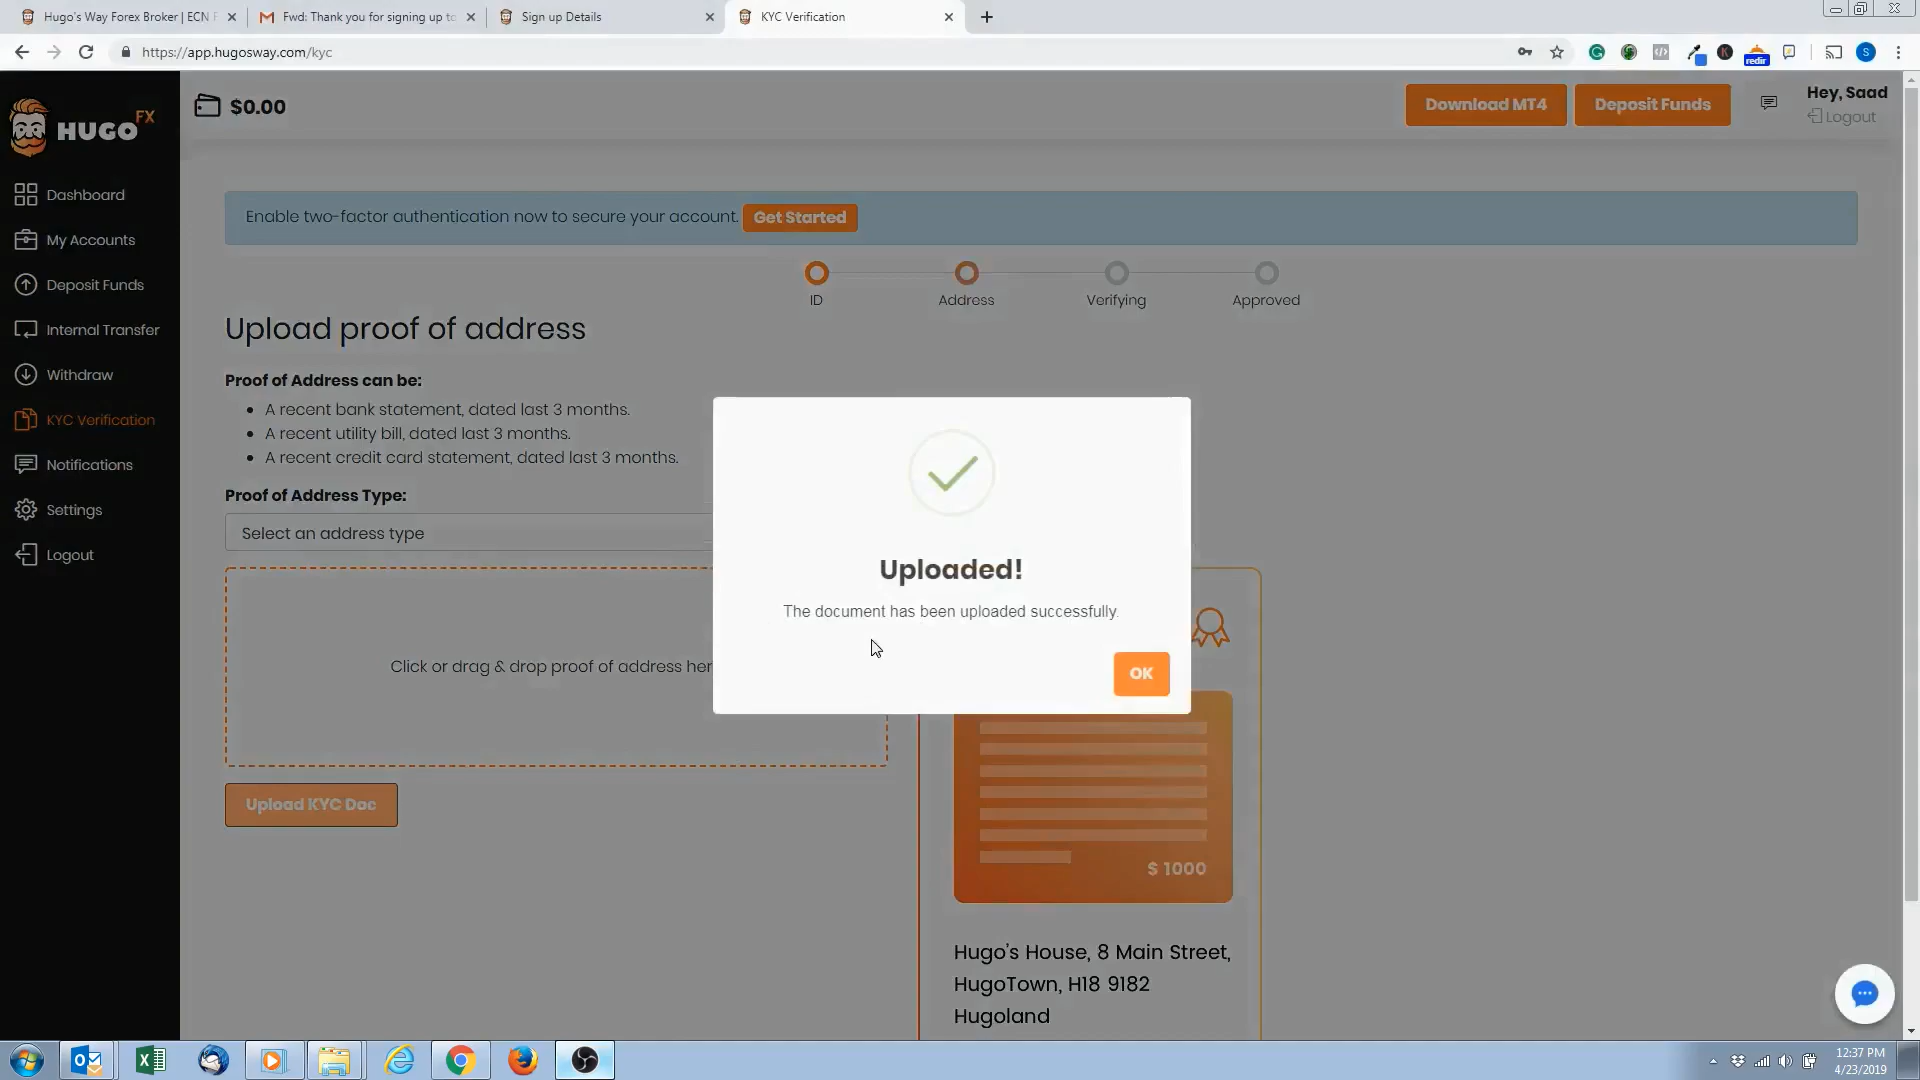 Hugo's Way Forex Broker | ECN F
Fwd: Thank you for signing up to
Sign up Details
KYC Verification
https://app.hugosway.com/kyc
redir
S
HUGO FX
$0.00
Download MT4
Deposit Funds
Hey, Saad
Logout
Dashboard
My Accounts
Deposit Funds
Internal Transfer
Withdraw
KYC Verification
Notifications
Settings
Logout
Enable two-factor authentication now to secure your account. Get Started
ID
Address
Verifying
Approved
Upload proof of address
Proof of Address can be:
A recent bank statement, dated last 3 months.
A recent utility bill, dated last 3 months.
A recent credit card statement, dated last 3 months.
Proof of Address Type:
Select an address type
Click or drag & drop proof of address her
Upload KYC Doc
Uploaded!
The document has been uploaded successfully.
OK
$ 1000
Hugo's House, 8 Main Street,
HugoTown, H18 9182
Hugoland
12:37 PM
4/23/2019